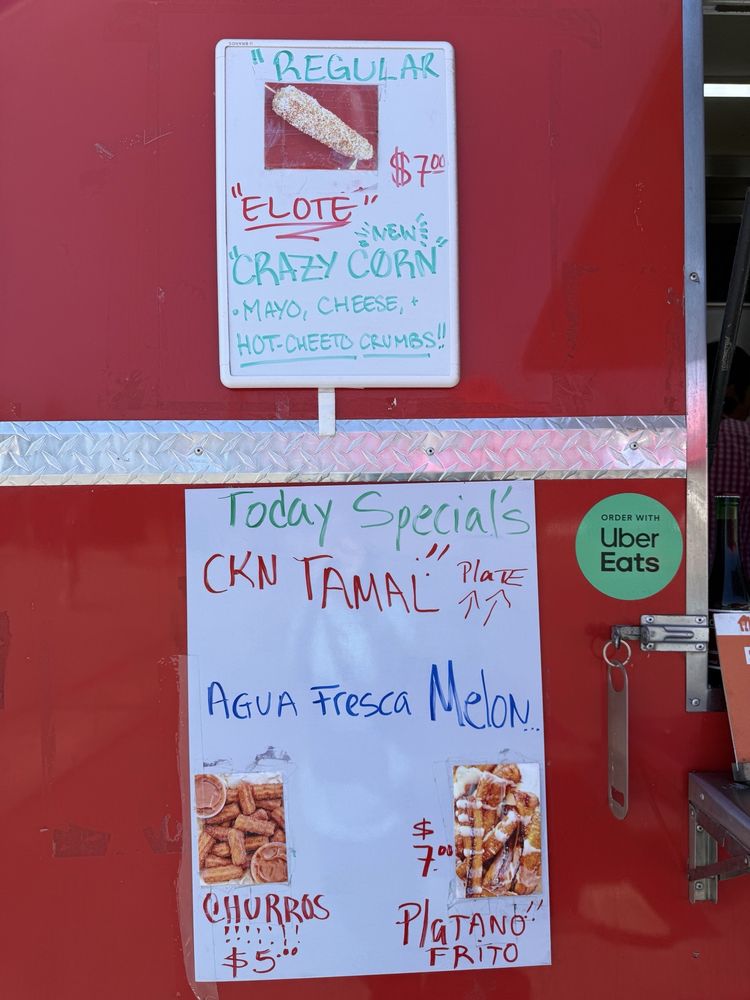 "REGULAR
$7.00
"ELOTE"
NEW
"CRAZY CORN"
•MAYO, CHEESE, +
HOT-CHEETO CRUMBS!!
Today Special's
CKN TAMAL" PlaTE
AGUA Fresca Melon...
$
7.00
CHURROS
$5.00
PlaTANO"
FRITO
ORDER WITH
Uber
Eats